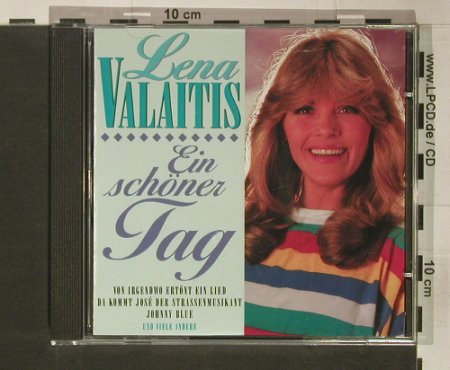 10 cm
Lena
VALAITIS
Ein
schöner
Tag
VON IRGENDWO ERTÖNT EIN LIED
DA KOMMT JOSÉ DER STRASSENMUSIKANT
JOHNNY BLUE
UND VIELE ANDERE
www.LPCD.de / CD
10 cm